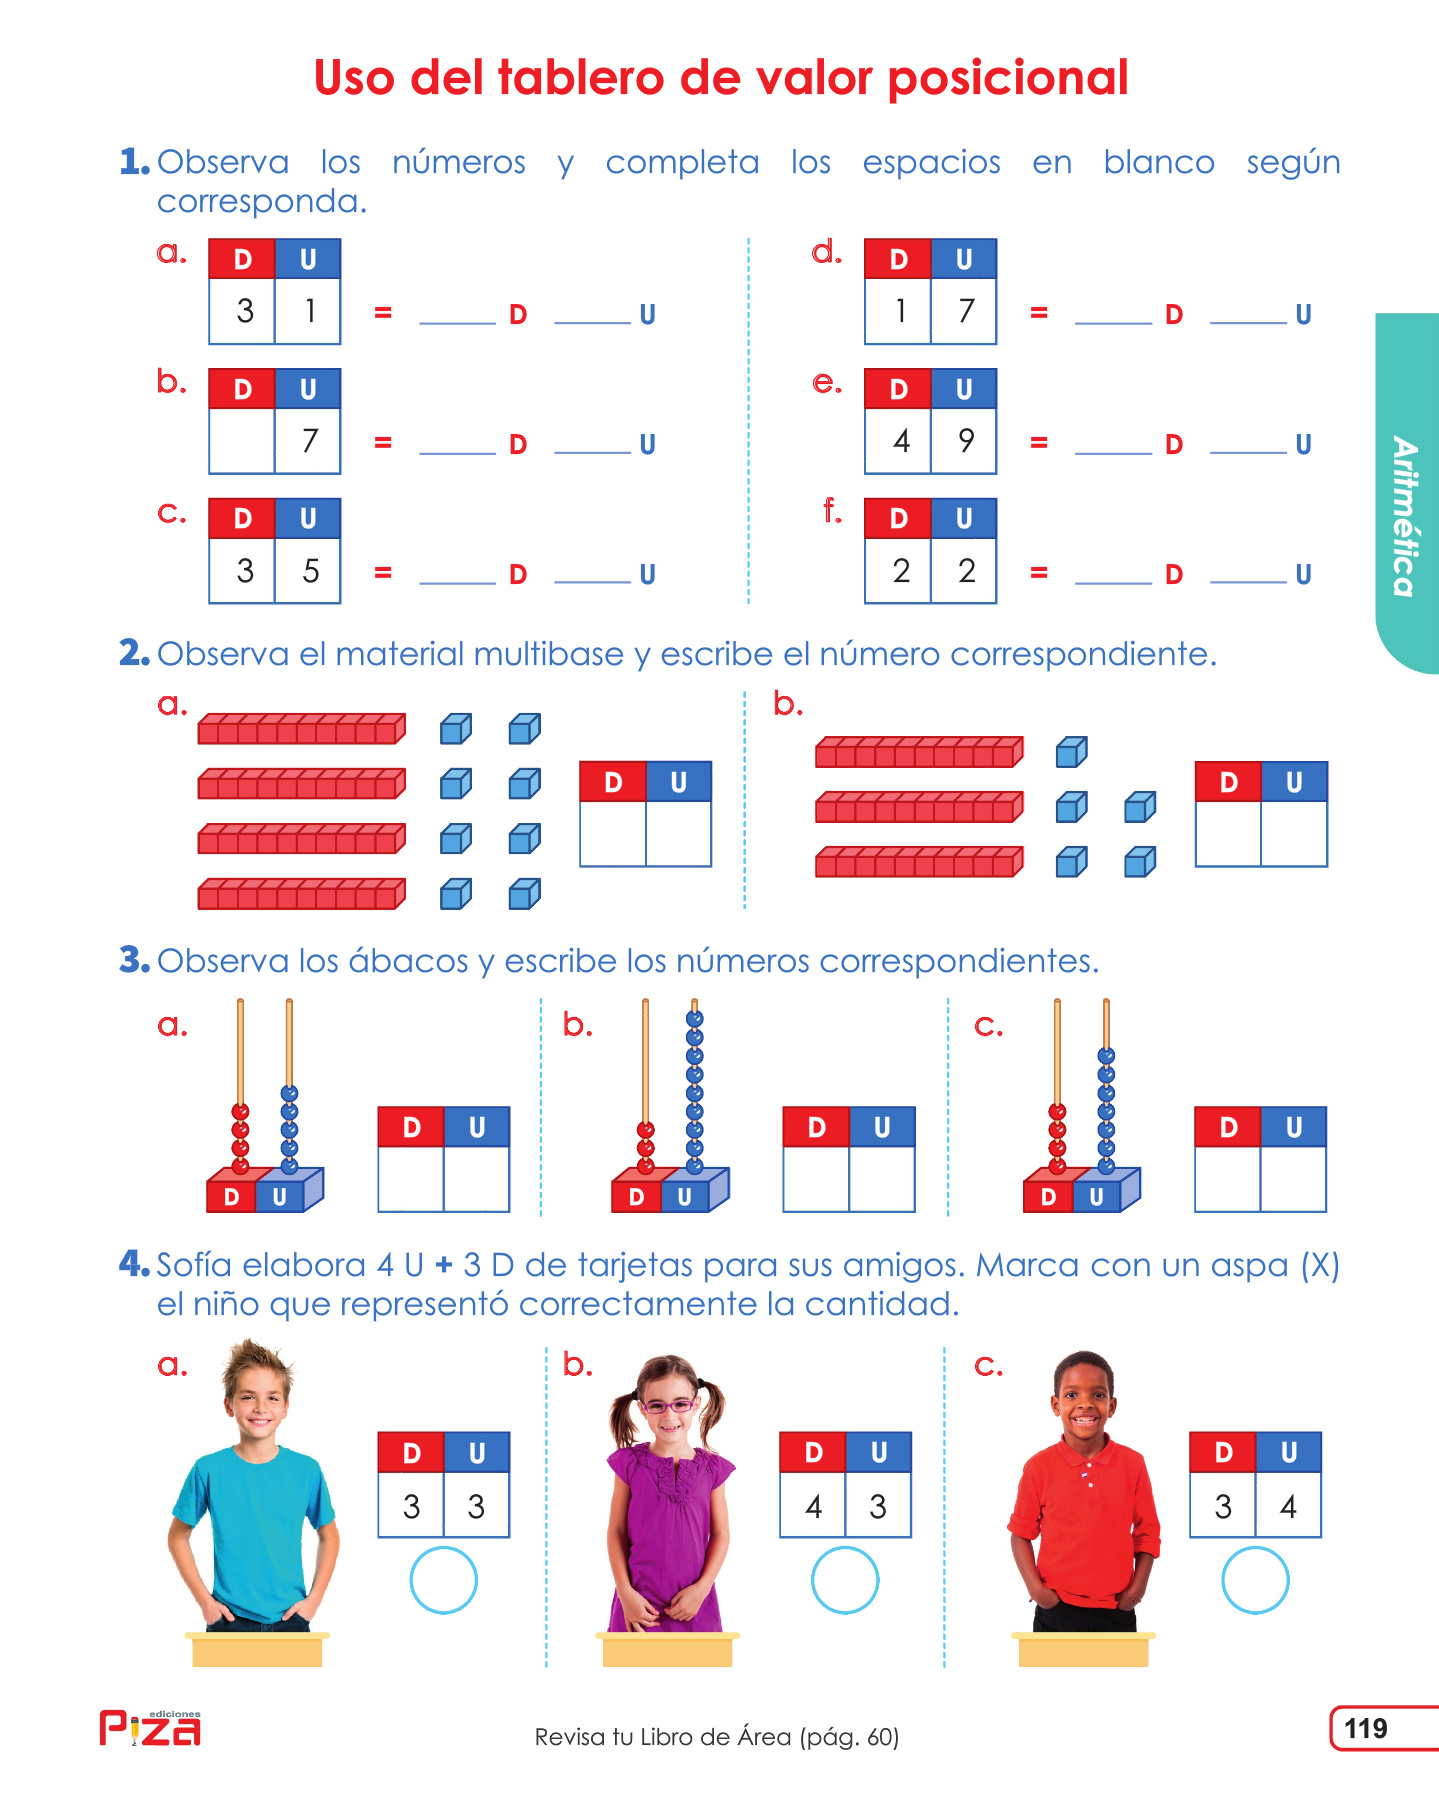 Uso del tablero de valor posicional
1. Observa los números y completa los espacios en blanco según
corresponda.
a.
D U
3 1 = _____ D _____ U
b.
D U
7 = _____ D _____ U
c.
D U
3 5 = _____ D _____ U
d.
D U
1 7 = _____ D _____ U
e.
D U
4 9 = _____ D _____ U
f.
D U
2 2 = _____ D _____ U
Aritmética
2. Observa el material multibase y escribe el número correspondiente.
a.
D U
b.
D U
3. Observa los ábacos y escribe los números correspondientes.
a.
D U
D U
b.
D U
D U
c.
D U
D U
4. Sofía elabora 4 U + 3 D de tarjetas para sus amigos. Marca con un aspa (X)
el niño que representó correctamente la cantidad.
a.
D U
3 3
b.
D U
4 3
c.
D U
3 4
ediciones
Piza
Revisa tu Libro de Área (pág. 60)
119